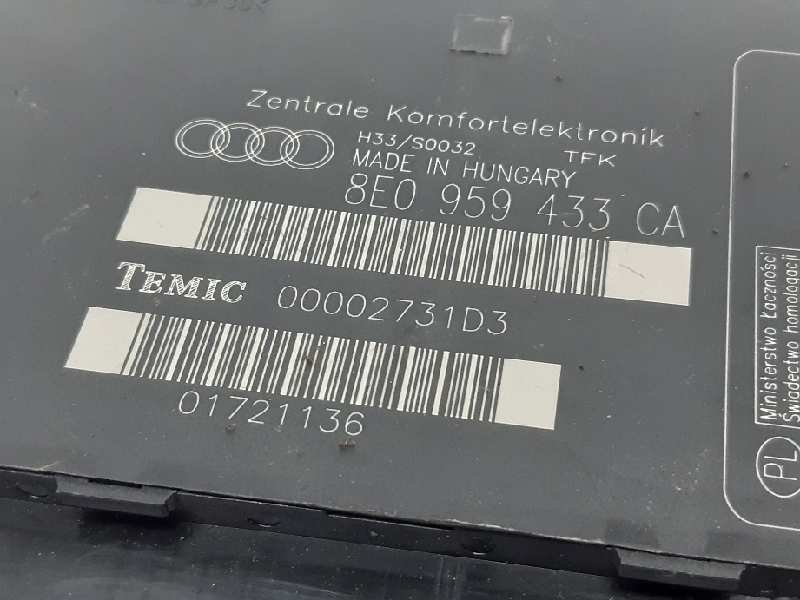 Zentrale Komfortelektronik
H33/S0032 TFK
MADE IN HUNGARY
8E0 959 433 CA
TEMIC 00002731D3
01721136
Ministerstwo Łączności
Świadectwo homologacji
PL